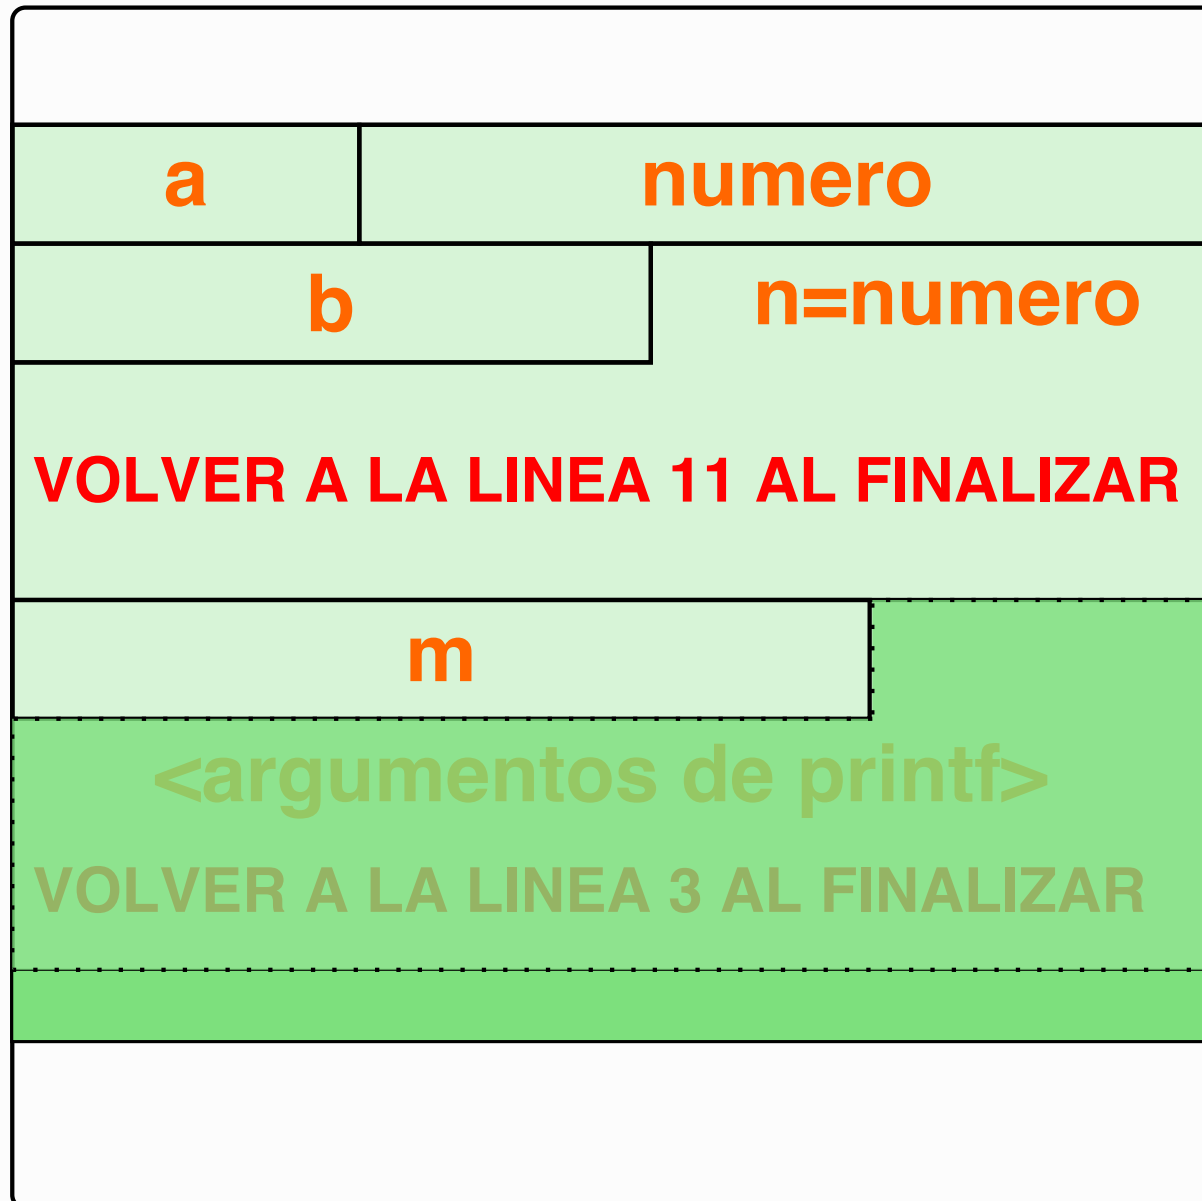 a numero
b n=numero
VOLVER A LA LINEA 11 AL FINALIZAR
m
<argumentos de printf>
VOLVER A LA LINEA 3 AL FINALIZAR